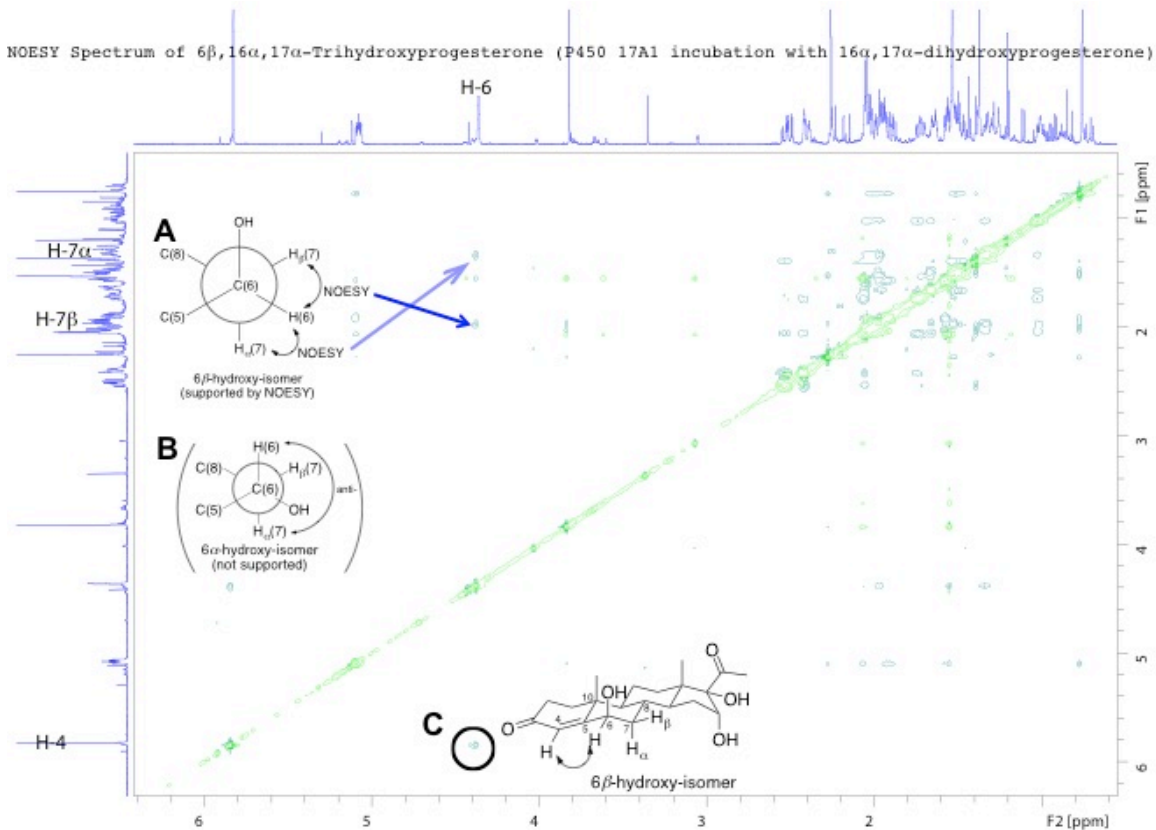 NOESY Spectrum of 6β,16α,17α-Trihydroxyprogesterone (P450 17A1 incubation with 16α,17α-dihydroxyprogesterone)
H-6
F1 [ppm]
1
2
3
4
5
6
H-7α
H-7β
H-4
A
OH
C(8)
Hβ(7)
C(6)
NOESY
C(5)
H(6)
Hα(7)
NOESY
6β-hydroxy-isomer
(supported by NOESY)
B
H(6)
C(8)
Hβ(7)
C(6)
anti-
C(5)
OH
Hα(7)
6α-hydroxy-isomer
(not supported)
C
O
10
OH
OH
8
Hβ
4
5
6
7
O
H
H
Hα
OH
6β-hydroxy-isomer
6
5
4
3
2
F2 [ppm]